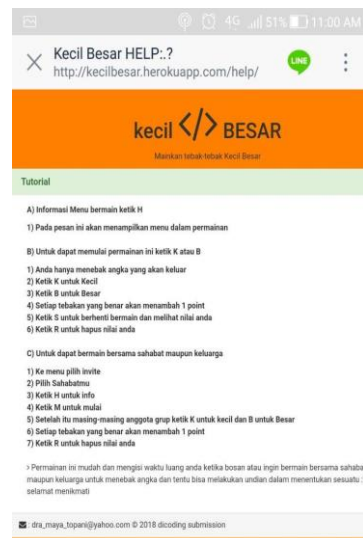 4G 51% 11:00 AM
Kecil Besar HELP:.?
http://kecilbesar.herokuapp.com/help/
LINE
kecil </> BESAR
Mainkan tebak-tebak Kecil Besar
Tutorial
A) Informasi Menu bermain ketik H
1) Pada pesan ini akan menampilkan menu dalam permainan
B) Untuk dapat memulai permainan ini ketik K atau B
1) Anda hanya menebak angka yang akan keluar
2) Ketik K untuk Kecil
3) Ketik B untuk Besar
4) Setiap tebakan yang benar akan menambah 1 point
5) Ketik S untuk berhenti bermain dan melihat nilai anda
6) Ketik R untuk hapus nilai anda
C) Untuk dapat bermain bersama sahabat maupun keluarga
1) Ke menu pilih invite
2) Pilih Sahabatmu
3) Ketik H untuk info
4) Ketik M untuk mulai
5) Setelah itu masing-masing anggota grup ketik K untuk kecil dan B untuk Besar
6) Setiap tebakan yang benar akan menambah 1 point
7) Ketik R untuk hapus nilai anda
> Permainan ini mudah dan mengisi waktu luang anda ketika bosan atau ingin bermain bersama sahaba
maupun keluarga untuk menebak angka dan tentu bisa melakukan undian dalam menentukan sesuatu :
selamat menikmati
: dra_maya_topani@yahoo.com © 2018 dicoding submission